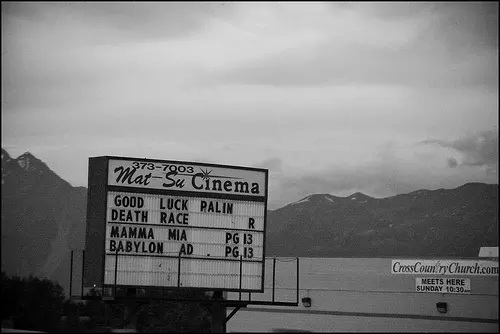 373-7003
Mat-Su Cinema
GOOD LUCK PALIN
DEATH RACE R
MAMMA MIA PG 13
BABYLON AD . PG 13
CrossCountryChurch.com
MEETS HERE
SUNDAY 10:30am